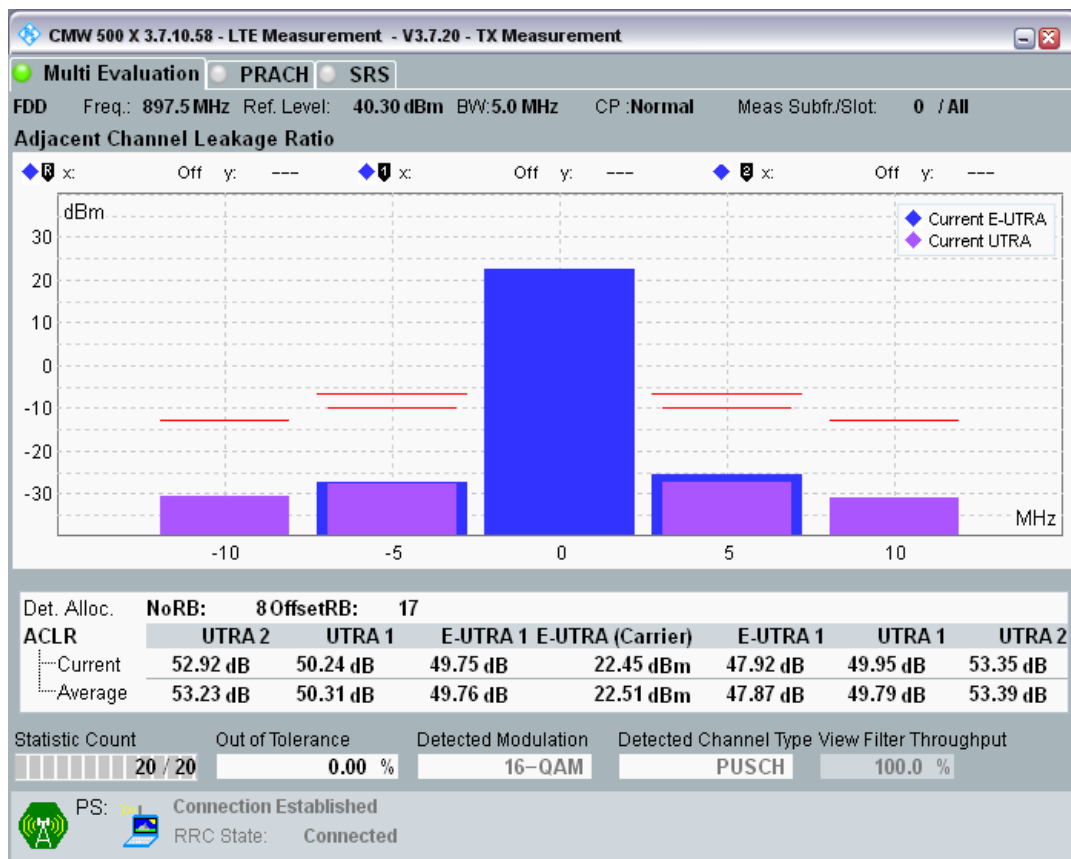 CMW 500 X 3.7.10.58 - LTE Measurement - V3.7.20 - TX Measurement
Multi Evaluation PRACH SRS
FDD Freq.: 897.5 MHz Ref. Level: 40.30 dBm BW:5.0 MHz CP :Normal Meas Subfr./Slot: 0 / All
Adjacent Channel Leakage Ratio
R x: Off y: --- 1 x: Off y: --- 2 x: Off y: ---
dBm
Current E-UTRA
Current UTRA
30
20
10
0
-10
-20
-30
MHz
-10 -5 0 5 10
Det. Alloc. NoRB: 8 OffsetRB: 17
ACLR UTRA 2 UTRA 1 E-UTRA 1 E-UTRA (Carrier) E-UTRA 1 UTRA 1 UTRA 2
Current 52.92 dB 50.24 dB 49.75 dB 22.45 dBm 47.92 dB 49.95 dB 53.35 dB
Average 53.23 dB 50.31 dB 49.76 dB 22.51 dBm 47.87 dB 49.79 dB 53.39 dB
Statistic Count Out of Tolerance Detected Modulation Detected Channel Type View Filter Throughput
20 / 20 0.00 % 16-QAM PUSCH 100.0 %
PS: Connection Established
RRC State: Connected